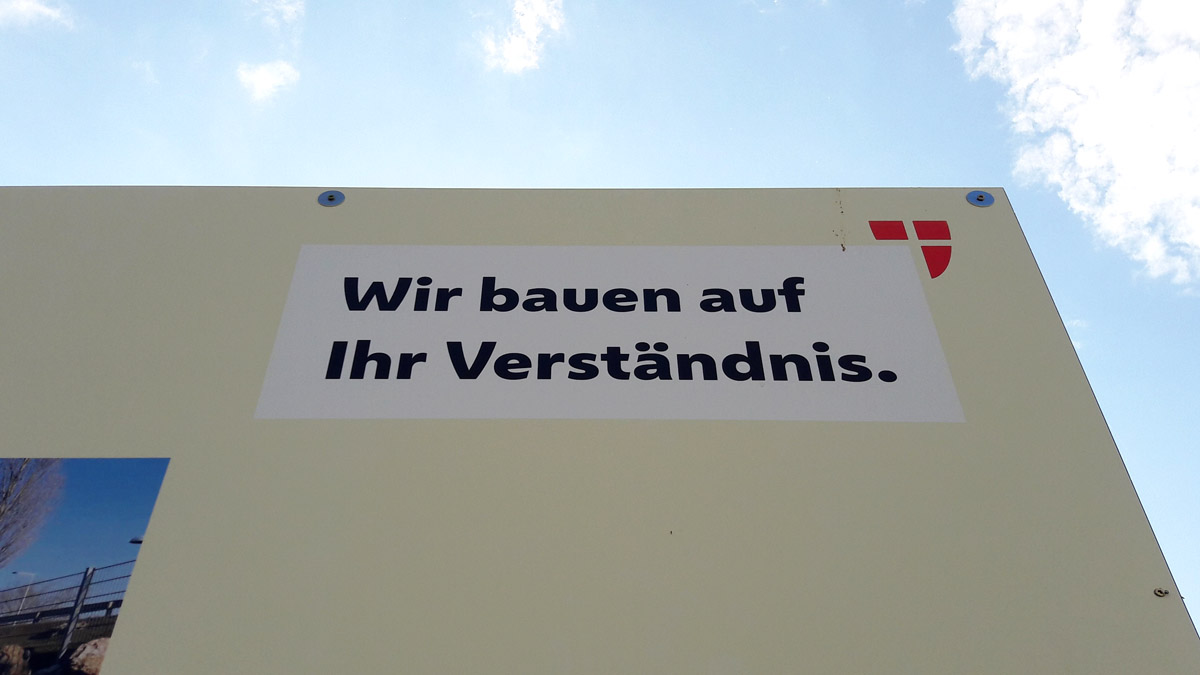 Wir bauen auf
Ihr Verständnis.